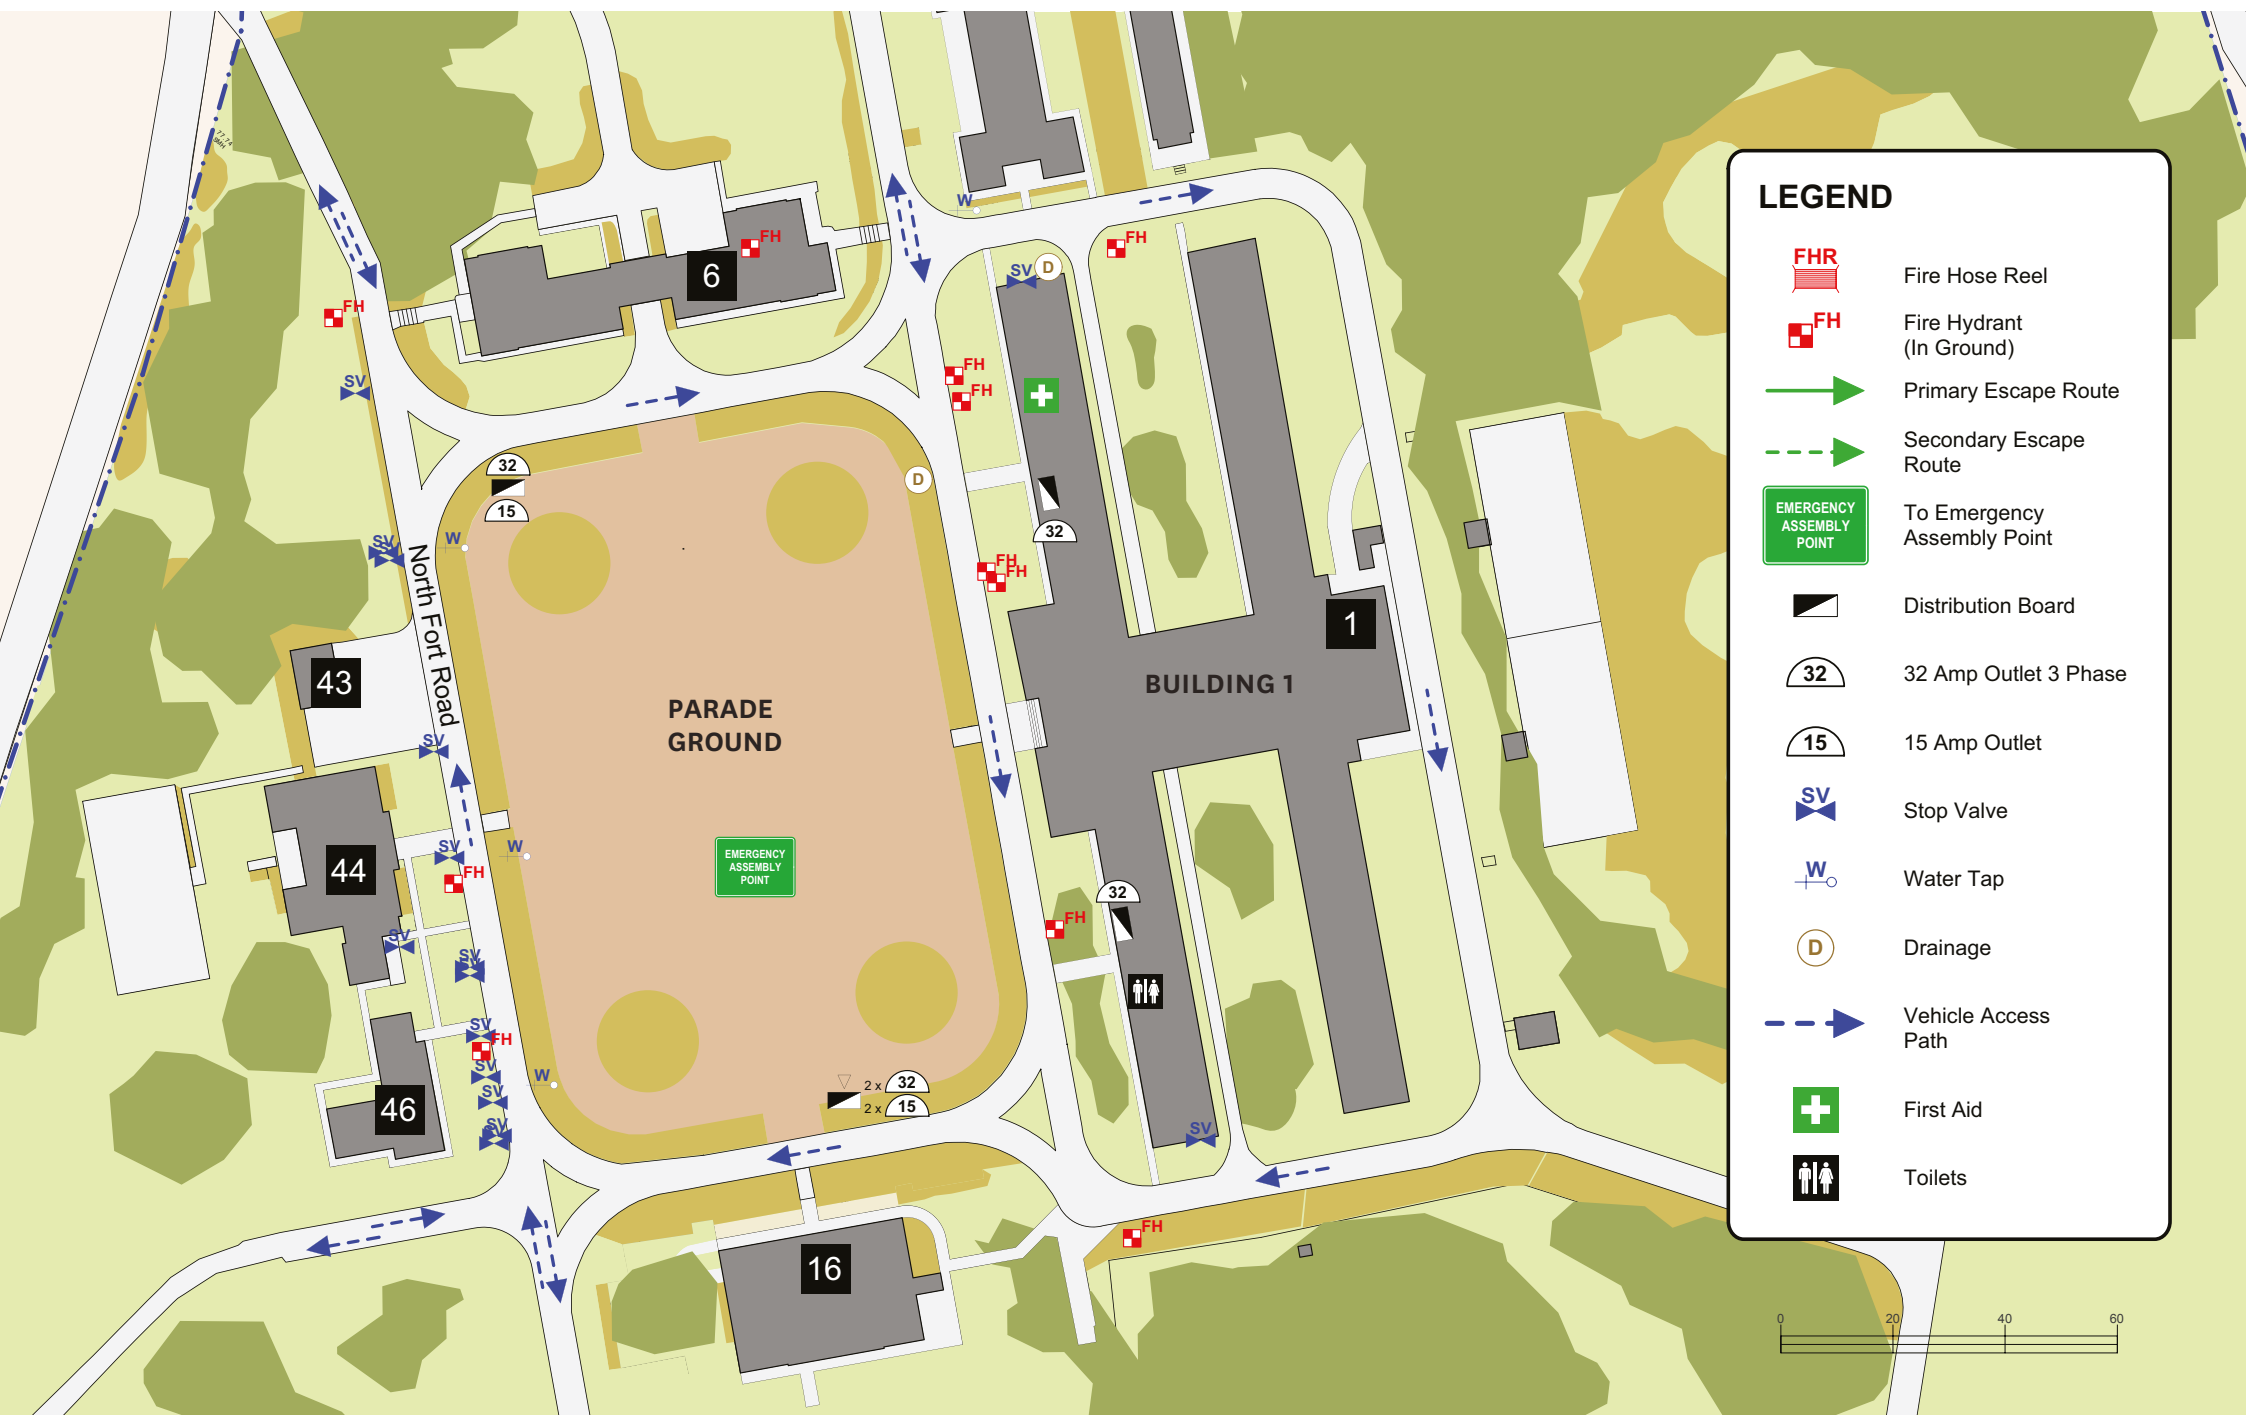 W
FH
FH
SV
D
6
FH
FH
FH
SV
32
15
D
32
W
SV
SV
FH
FH
North Fort Road
1
BUILDING 1
43
PARADE
GROUND
SV
44
SV
FH
W
EMERGENCY
ASSEMBLY
POINT
32
FH
SV
SV
SV
SV
FH
SV
SV
SV
SV
46
W
2 x 32
2 x 15
SV
16
FH
LEGEND
FHR
Fire Hose Reel
FH
Fire Hydrant
(In Ground)
Primary Escape Route
Secondary Escape
Route
EMERGENCY
ASSEMBLY
POINT
To Emergency
Assembly Point
Distribution Board
32
32 Amp Outlet 3 Phase
15
15 Amp Outlet
SV
Stop Valve
W
Water Tap
D
Drainage
Vehicle Access
Path
First Aid
Toilets
0 20 40 60